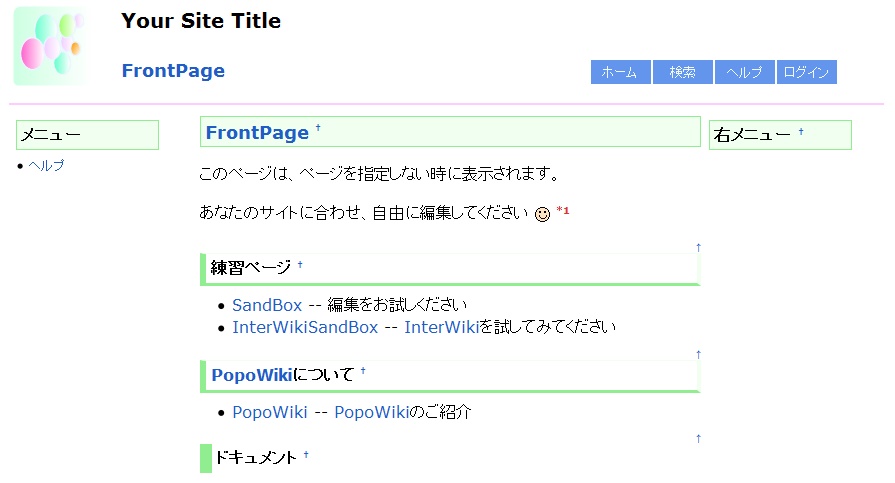 Your Site Title
FrontPage
ホーム 検索 ヘルプ ログイン
メニュー
• ヘルプ
FrontPage †
このページは、ページを指定しない時に表示されます。
あなたのサイトに合わせ、自由に編集してください *1
↑
練習ページ †
• SandBox -- 編集をお試しください
• InterWikiSandBox -- InterWikiを試してみてください
↑
PopoWikiについて †
• PopoWiki -- PopoWikiのご紹介
↑
ドキュメント †
右メニュー †